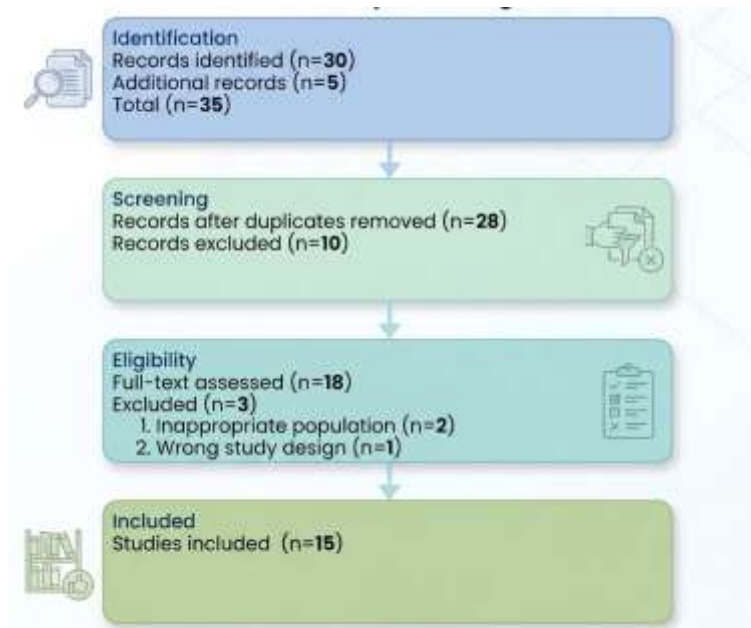 Identification
Records identified (n=30)
Additional records (n=5)
Total (n=35)
Screening
Records after duplicates removed (n=28)
Records excluded (n=10)
Eligibility
Full-text assessed (n=18)
Excluded (n=3)
1. Inappropriate population (n=2)
2. Wrong study design (n=1)
Included
Studies included (n=15)